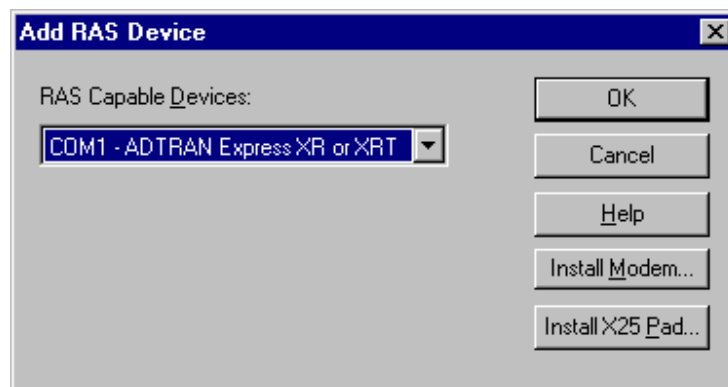 Add RAS Device
RAS Capable Devices:
COM1 - ADTRAN Express XR or XRT
OK
Cancel
Help
Install Modem...
Install X25 Pad...